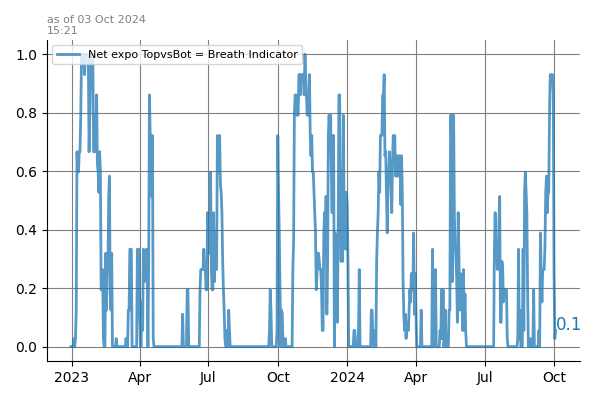 as of 03 Oct 2024
15:21
Net expo TopvsBot = Breath Indicator
1.0
0.8
0.6
0.4
0.2
0.0
0.1
2023 Apr Jul Oct 2024 Apr Jul Oct